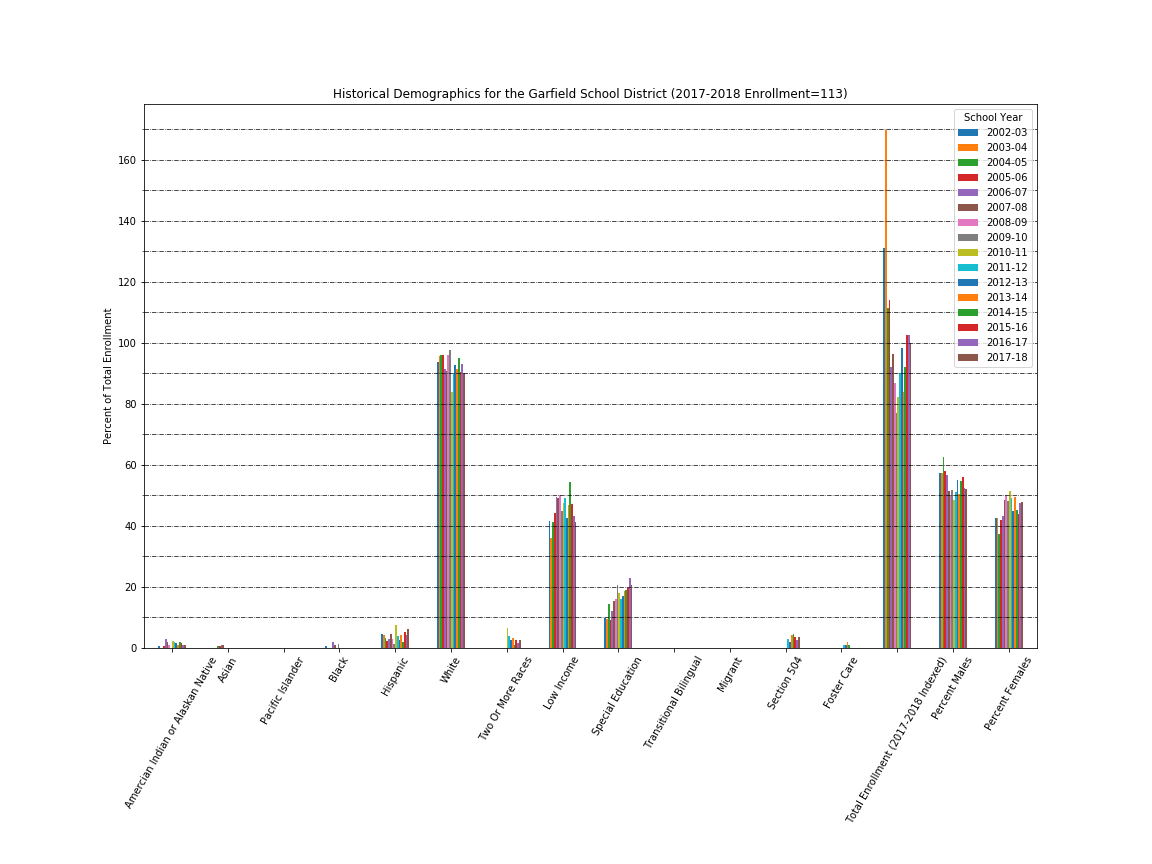 Historical Demographics for the Garfield School District (2017-2018 Enrollment=113)
Percent of Total Enrollment
160
140
120
100
80
60
40
20
0
School Year
2002-03
2003-04
2004-05
2005-06
2006-07
2007-08
2008-09
2009-10
2010-11
2011-12
2012-13
2013-14
2014-15
2015-16
2016-17
2017-18
Amercian Indian or Alaskan Native
Asian
Pacific Islander
Black
Hispanic
White
Two Or More Races
Low Income
Special Education
Transitional Bilingual
Migrant
Section 504
Foster Care
Total Enrollment (2017-2018 Indexed)
Percent Males
Percent Females